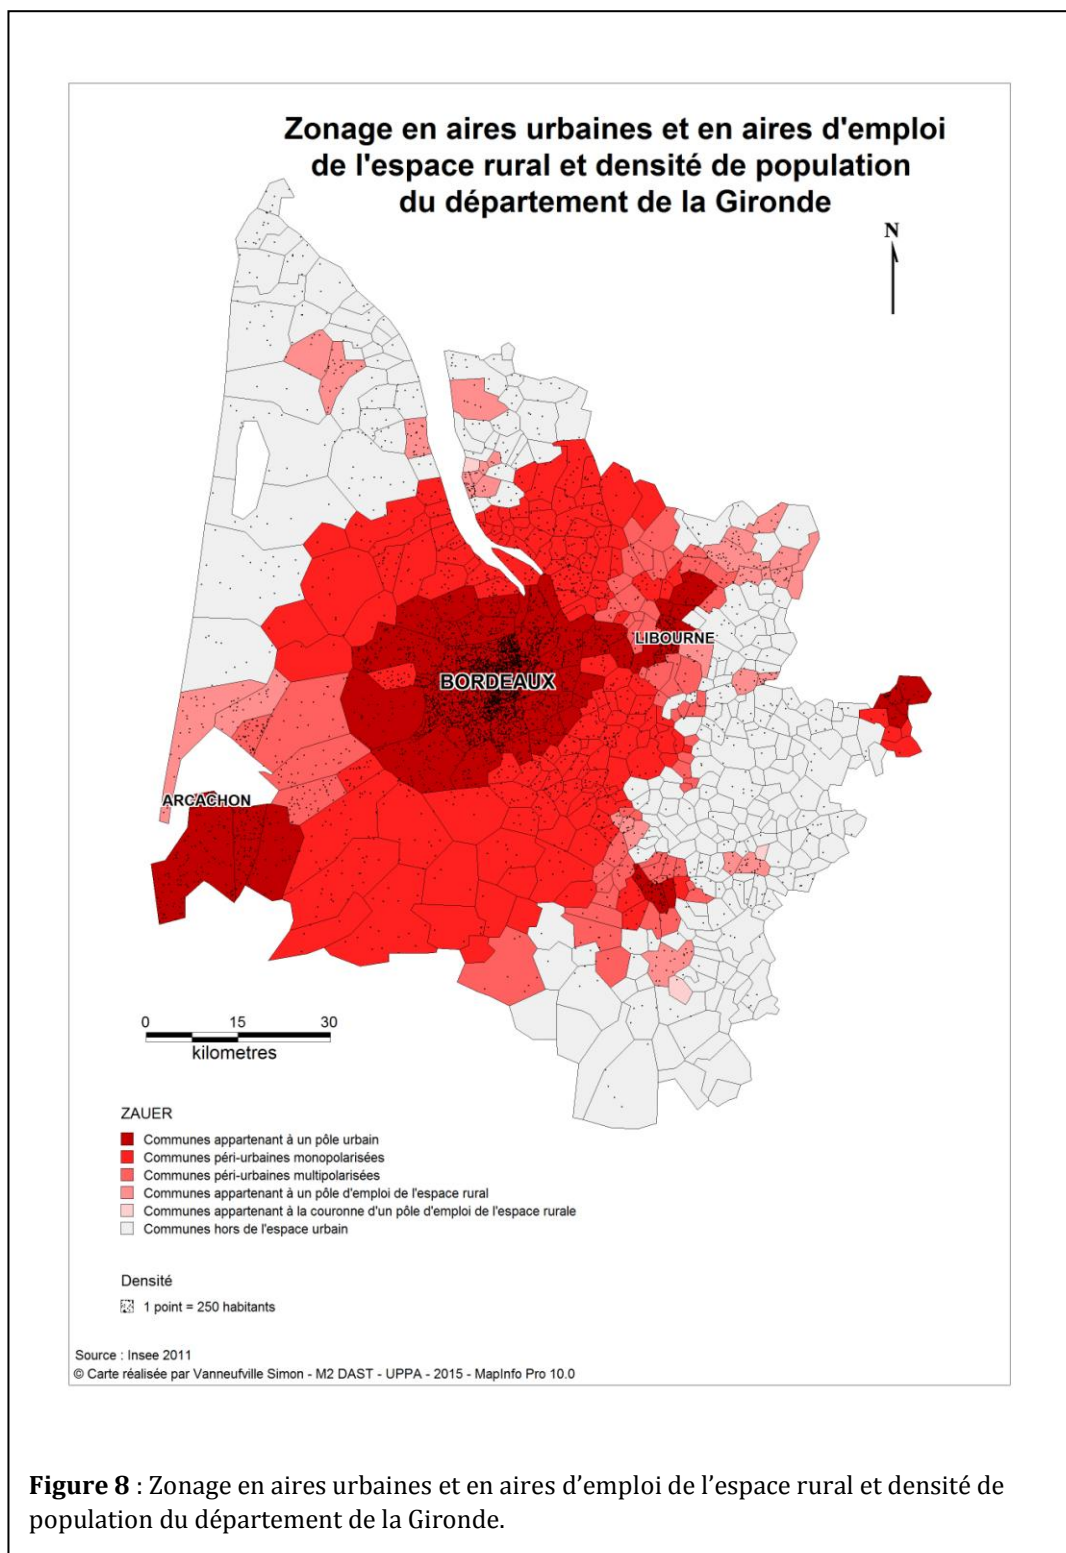 Zonage en aires urbaines et en aires d'emploi
de l'espace rural et densité de population
du département de la Gironde
N
LIBOURNE
BORDEAUX
ARCACHON
0 15 30
kilometres
ZAUER
Communes appartenant à un pôle urbain
Communes péri-urbaines monopolarisées
Communes péri-urbaines multipolarisées
Communes appartenant à un pôle d'emploi de l'espace rural
Communes appartenant à la couronne d'un pôle d'emploi de l'espace rurale
Communes hors de l'espace urbain
Densité
1 point = 250 habitants
Source : Insee 2011
© Carte réalisée par Vanneufville Simon - M2 DAST - UPPA - 2015 - MapInfo Pro 10.0
Figure 8 : Zonage en aires urbaines et en aires d’emploi de l’espace rural et densité de
population du département de la Gironde.